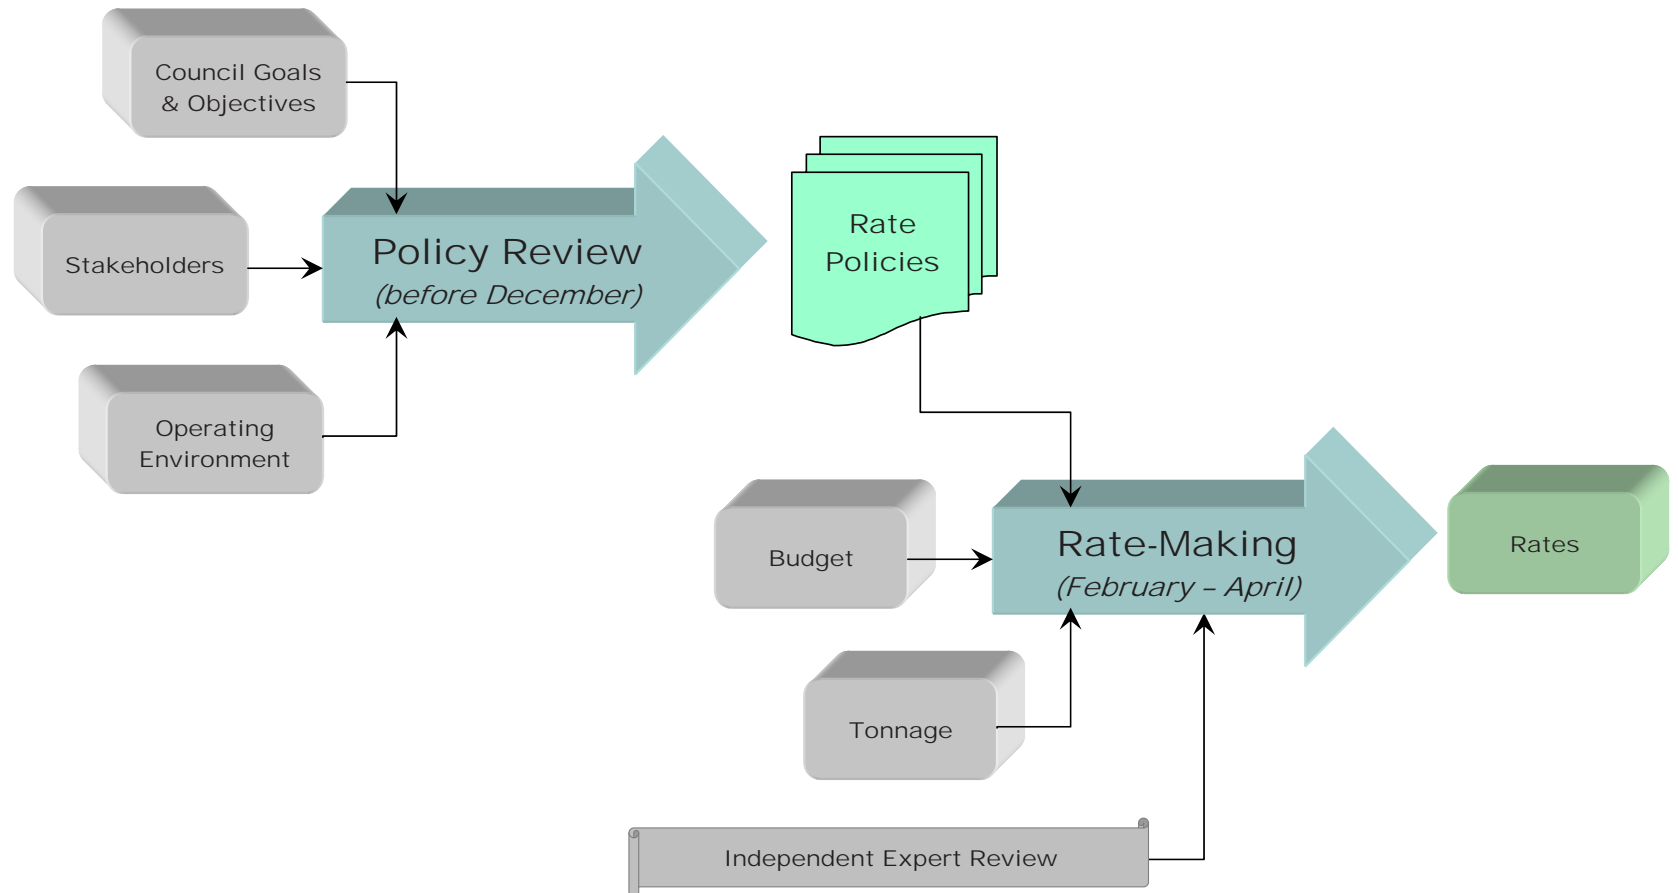 Council Goals
& Objectives
Stakeholders
Operating
Environment
Policy Review
(before December)
Rate
Policies
Budget
Tonnage
Independent Expert Review
Rate-Making
(February – April)
Rates